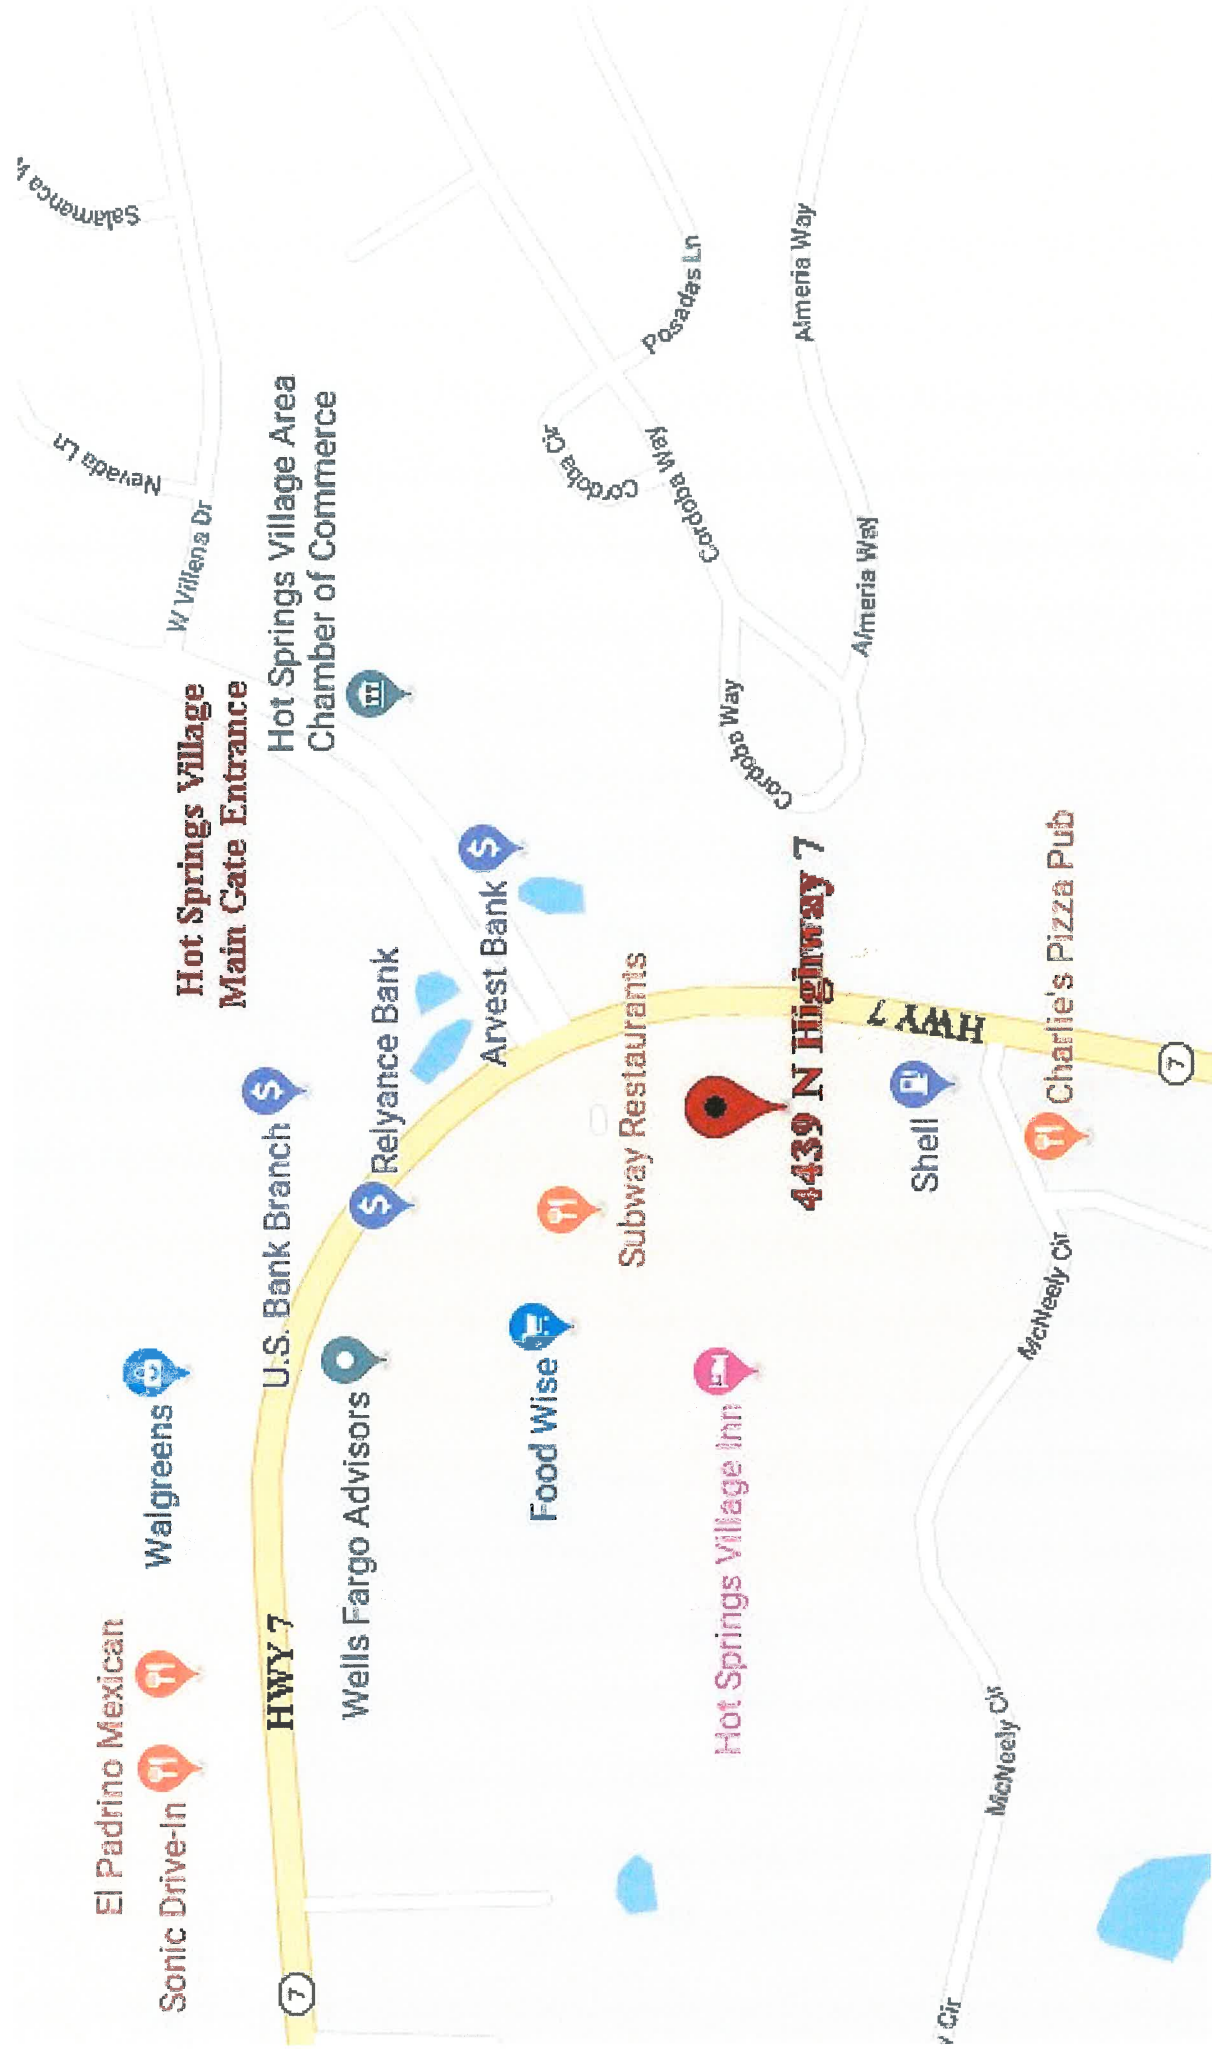 Salamanca
Nevada Ln
El Padrino Mexican
Sonic Drive-In
Walgreens
W Villena Dr
Hot Springs Village
Main Gate Entrance
HWY 7
7
U.S. Bank Branch
Hot Springs Village Area
Chamber of Commerce
Wells Fargo Advisors
Relyance Bank
Arvest Bank
Food Wise
Cordoba Cir
Subway Restaurants
Posadas Ln
Cordoba Way
Hot Springs Village Inn
Cordoba Way
4439 N Highway 7
Almeria Way
Almeria Way
Shell
HWY 7
Cir
McNeely Cir
McNeely Cir
Charlie's Pizza Pub
7